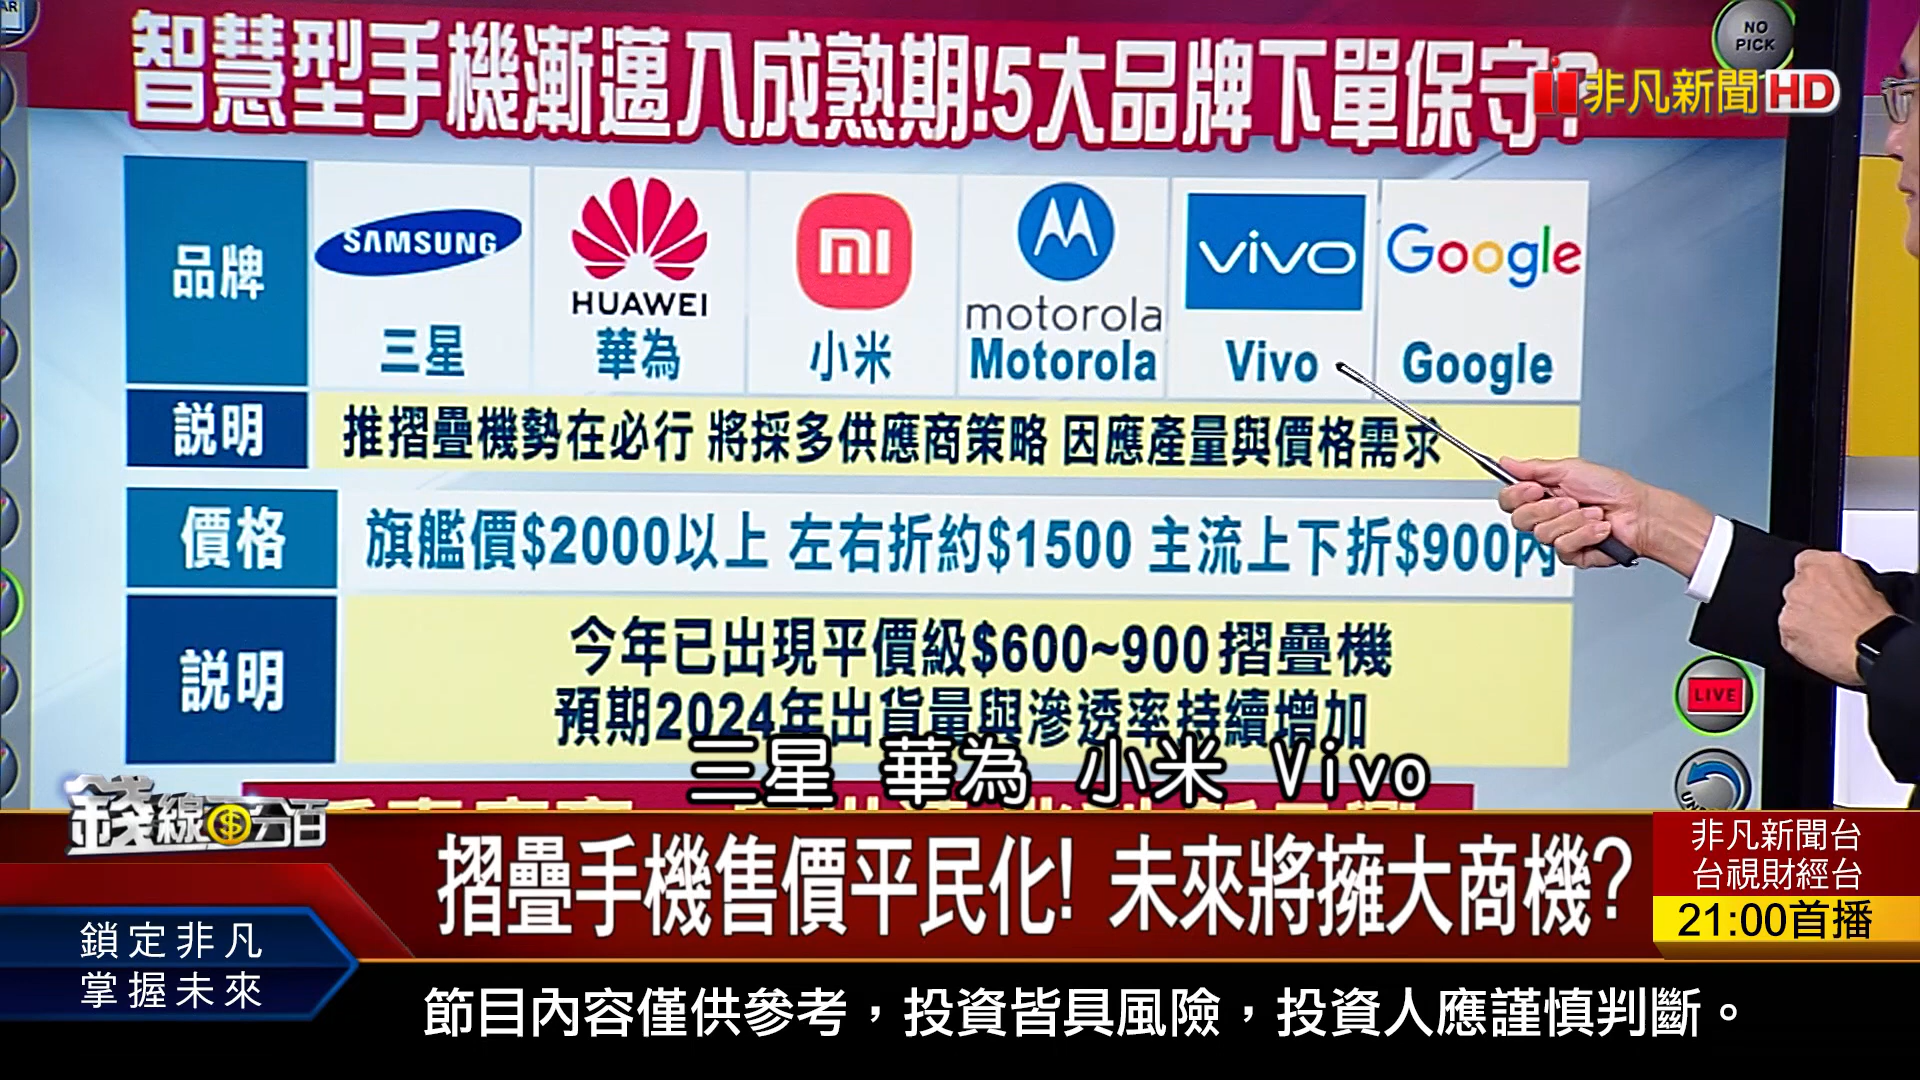 智慧型手機漸邁入成熟期!5大品牌下單保守?
NO PICK
非凡新聞HD
品牌
SAMSUNG
三星
HUAWEI
華為
mi
小米
motorola
Motorola
vivo
Vivo
Google
Google
説明
推摺疊機勢在必行 將採多供應商策略 因應產量與價格需求
價格
旗艦價$2000以上 左右折約$1500 主流上下折$900內
説明
今年已出現平價級$600~900摺疊機
預期2024年出貨量與滲透率持續增加
LIVE
三星 華為 小米 Vivo
錢線百分百
摺疊手機售價平民化! 未來將擁大商機?
非凡新聞台
台視財經台
21:00首播
鎖定非凡
掌握未來
節目內容僅供參考，投資皆具風險，投資人應謹慎判斷。